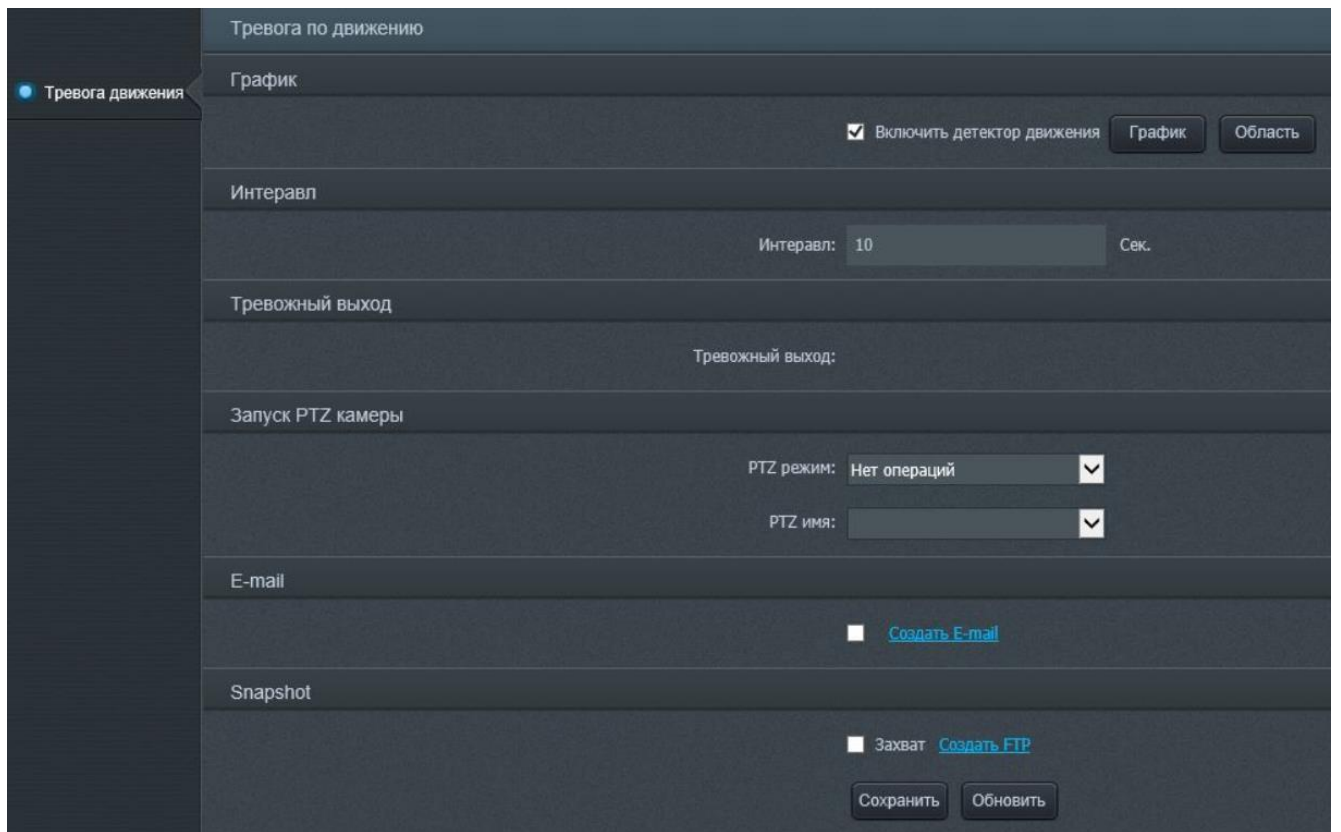 Тревога по движению
Тревога движения
График
Включить детектор движения График Область
Интеравл
Интеравл: 10 Сек.
Тревожный выход
Тревожный выход:
Запуск PTZ камеры
PTZ режим: Нет операций
PTZ имя:
E-mail
Создать E-mail
Snapshot
Захват Создать FTP
Сохранить Обновить